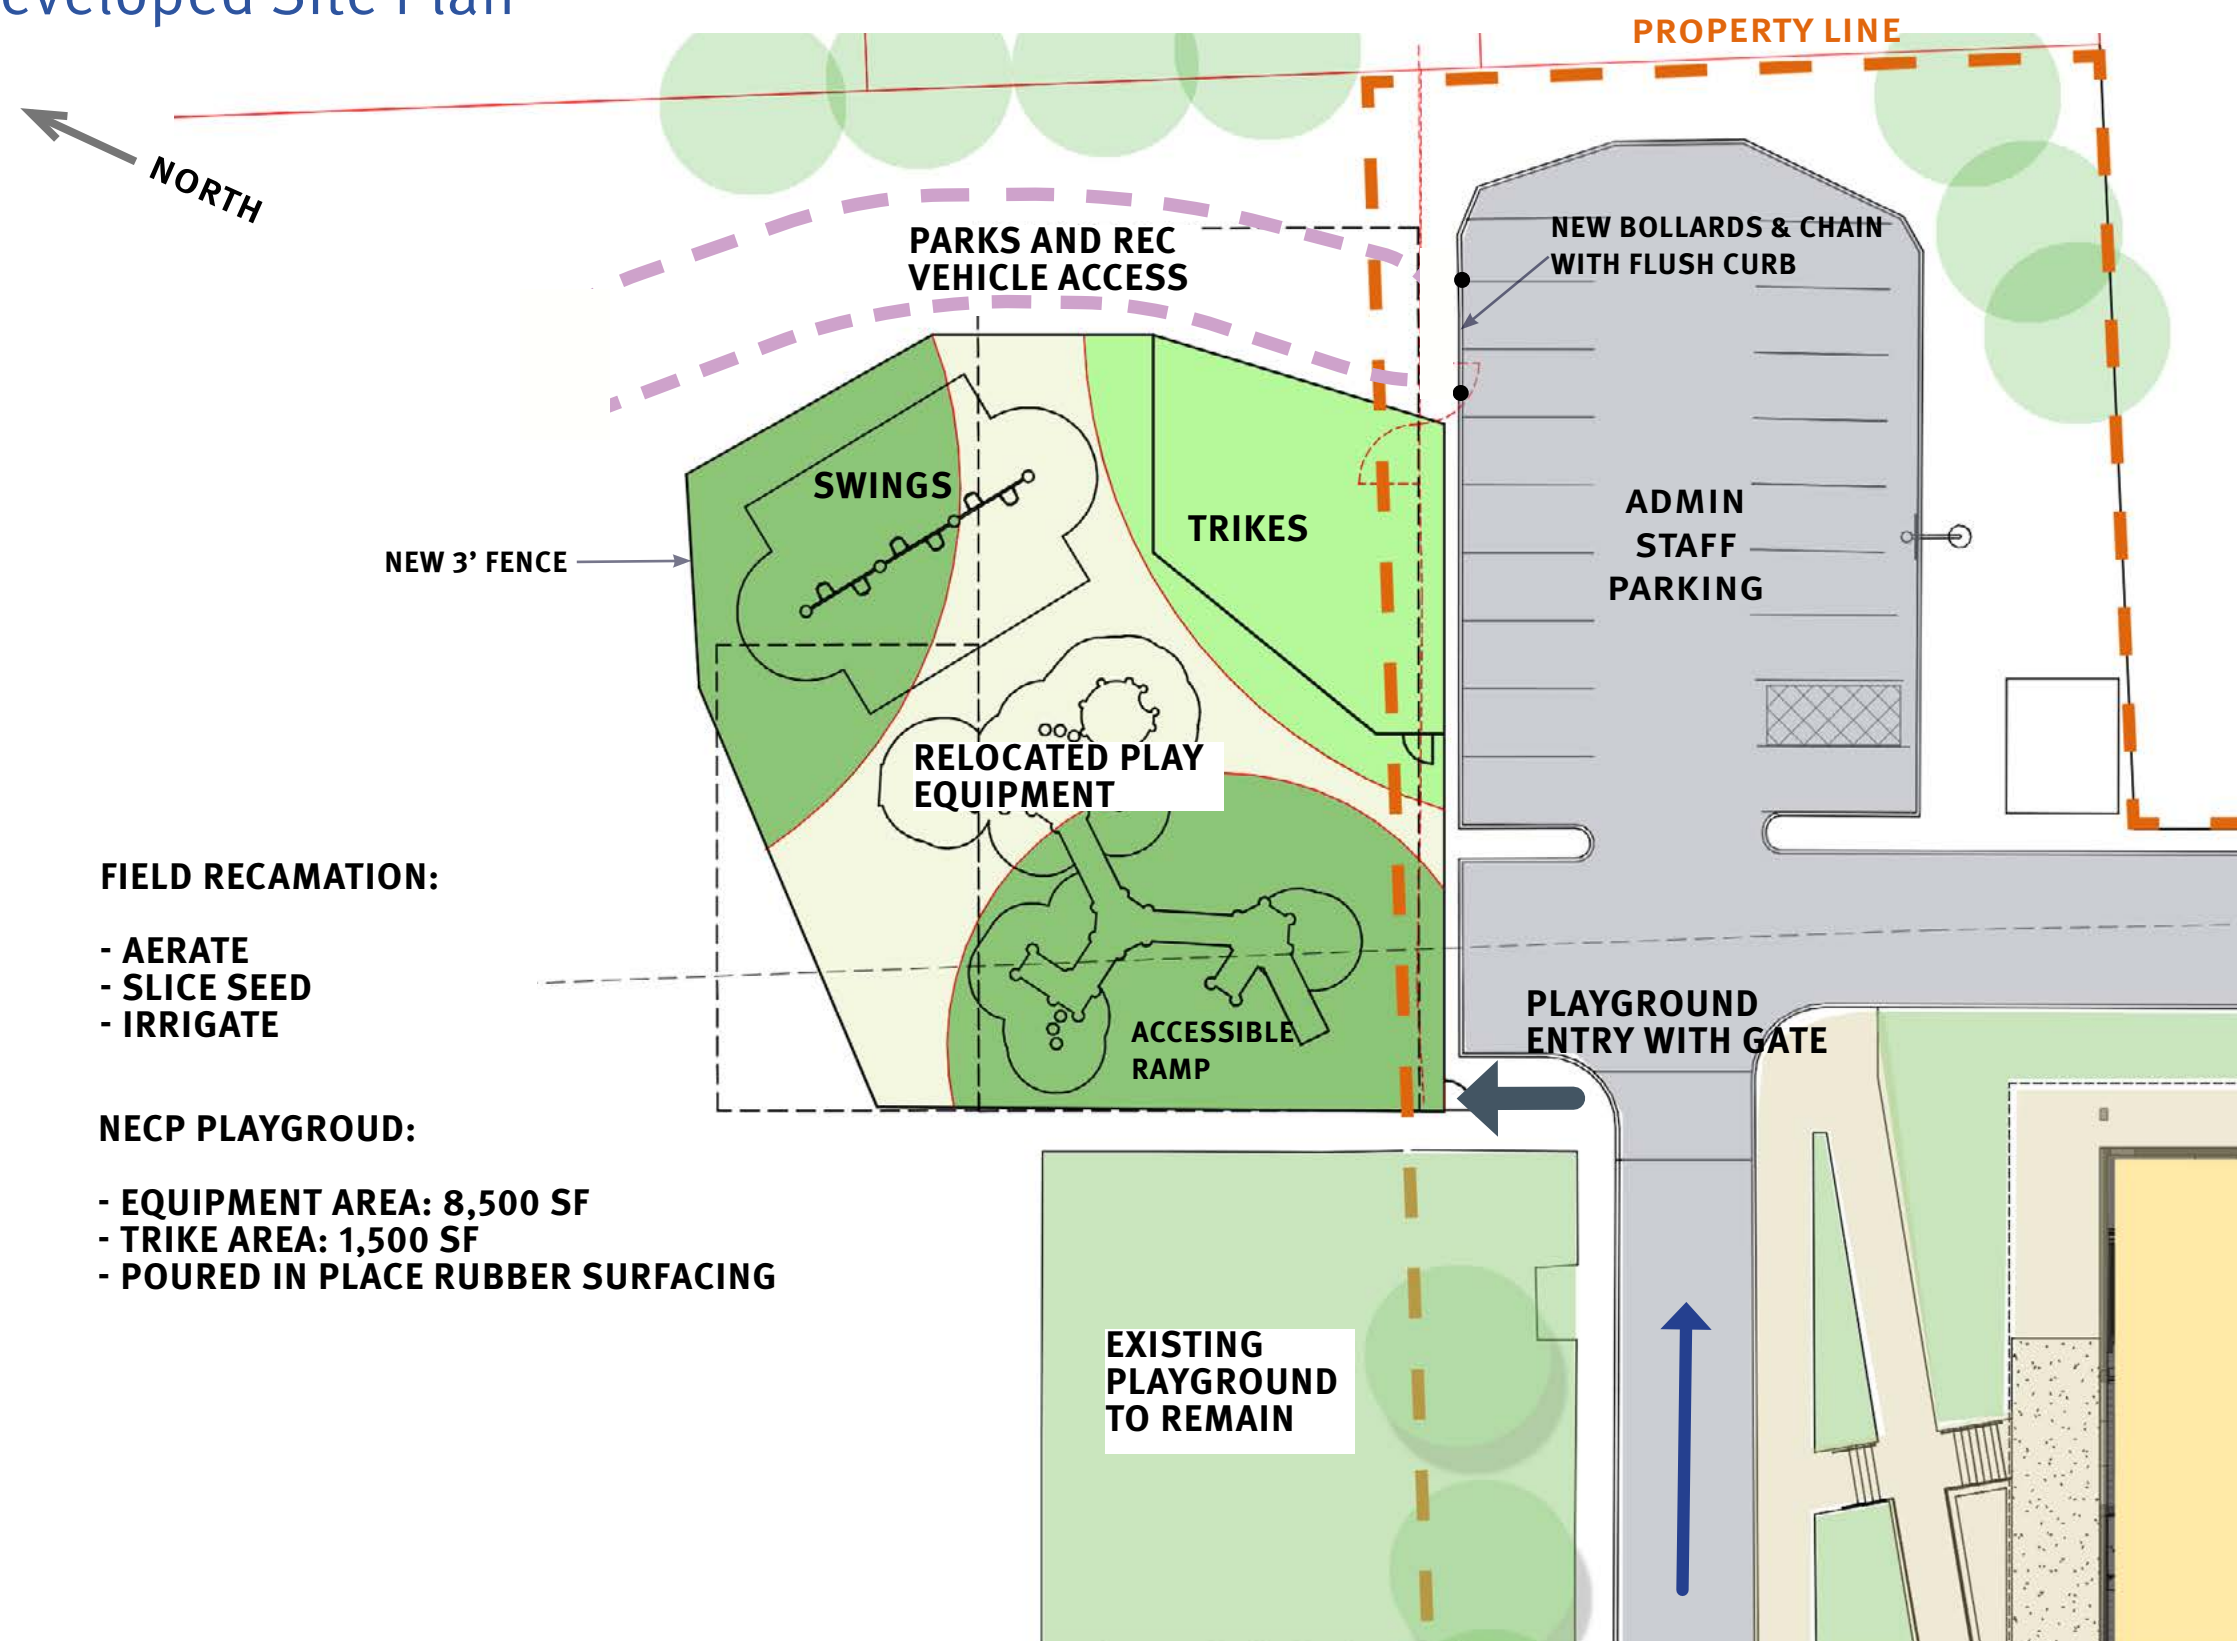 eveloped Site Plan
PROPERTY LINE
NORTH
PARKS AND REC
VEHICLE ACCESS
NEW BOLLARDS & CHAIN
WITH FLUSH CURB
SWINGS
TRIKES
ADMIN
STAFF
PARKING
NEW 3’ FENCE
RELOCATED PLAY
EQUIPMENT
FIELD RECAMATION:
- AERATE
- SLICE SEED
- IRRIGATE
PLAYGROUND
ENTRY WITH GATE
ACCESSIBLE
RAMP
NECP PLAYGROUD:
- EQUIPMENT AREA: 8,500 SF
- TRIKE AREA: 1,500 SF
- POURED IN PLACE RUBBER SURFACING
EXISTING
PLAYGROUND
TO REMAIN